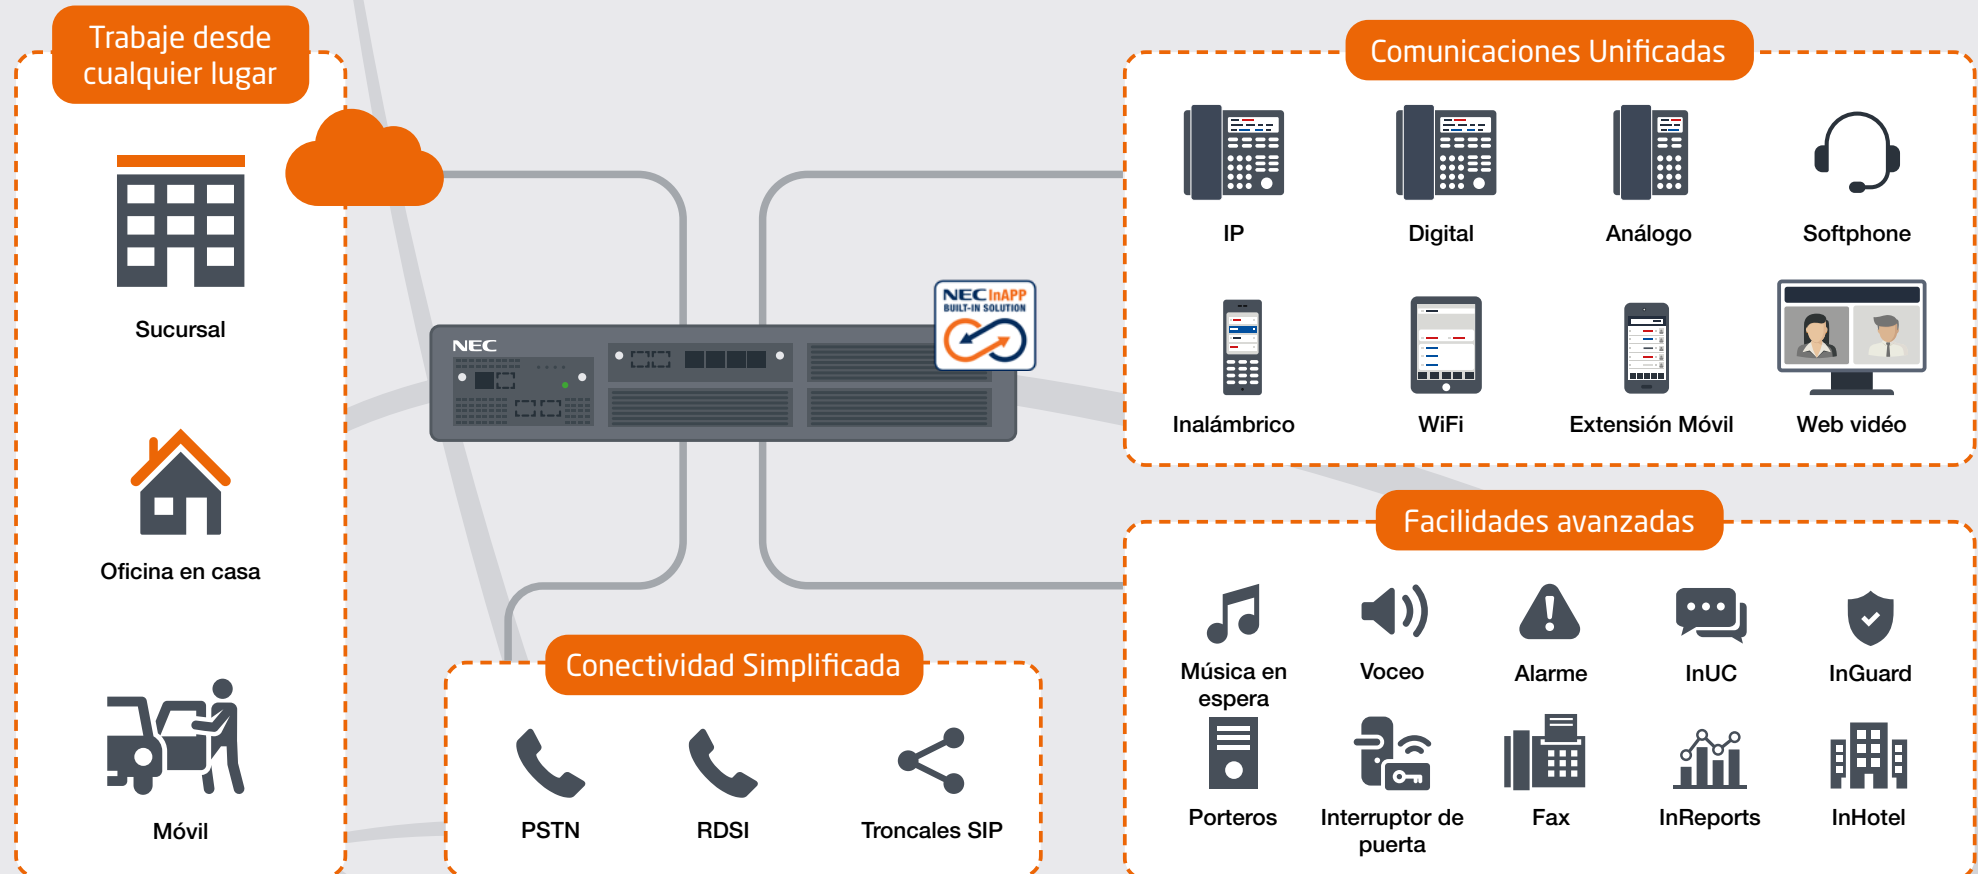 Trabaje desde
cualquier lugar
Sucursal
Oficina en casa
Móvil
NEC
NEC InAPP
BUILT-IN SOLUTION
Conectividad Simplificada
PSTN
RDSI
Troncales SIP
Comunicaciones Unificadas
IP
Digital
Análogo
Softphone
Inalámbrico
WiFi
Extensión Móvil
Web vidéo
Facilidades avanzadas
Música en
espera
Voceo
Alarme
InUC
InGuard
Porteros
Interruptor de
puerta
Fax
InReports
InHotel